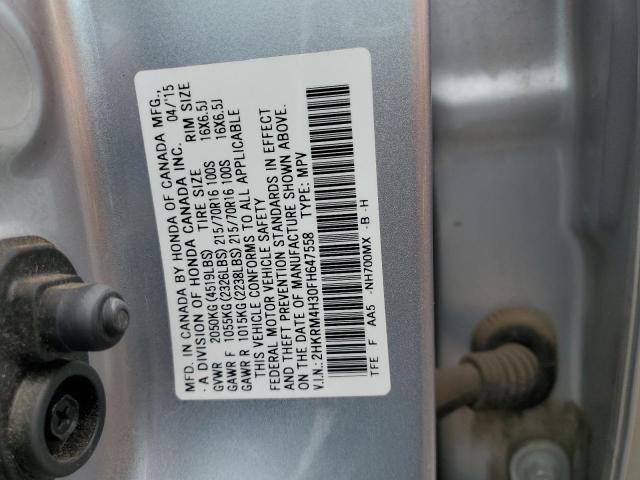 MFD. IN CANADA BY HONDA OF CANADA MFG.,
A DIVISION OF HONDA CANADA INC. 04/'15
GVWR 2050KG(4519LBS) TIRE SIZE RIM SIZE
GAWR F 1055KG(2326LBS) 215/70R16 100S 16X6.5J
GAWR R 1015KG(2238LBS) 215/70R16 100S 16X6.5J
THIS VEHICLE CONFORMS TO ALL APPLICABLE
FEDERAL MOTOR VEHICLE SAFETY
AND THEFT PREVENTION STANDARDS IN EFFECT
ON THE DATE OF MANUFACTURE SHOWN ABOVE.
V.I.N.: 2HKRM4H30FH647558 TYPE: MPV
TFE F AA5 -NH700MX -B -H